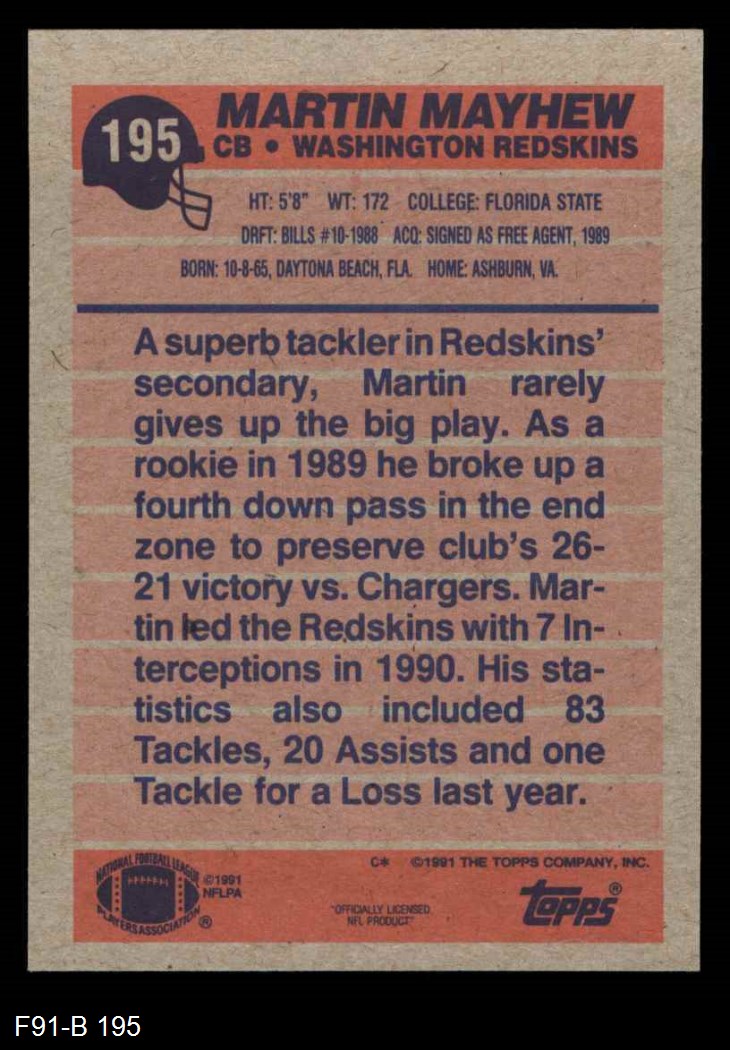 195
MARTIN MAYHEW
CB • WASHINGTON REDSKINS
HT: 5'8" WT: 172 COLLEGE: FLORIDA STATE
DRFT: BILLS #10-1988 ACQ: SIGNED AS FREE AGENT, 1989
BORN: 10-8-65, DAYTONA BEACH, FLA. HOME: ASHBURN, VA.
A superb tackler in Redskins'
secondary, Martin rarely
gives up the big play. As a
rookie in 1989 he broke up a
fourth down pass in the end
zone to preserve club's 26-
21 victory vs. Chargers. Mar-
tin led the Redskins with 7 In-
terceptions in 1990. His sta-
tistics also included 83
Tackles, 20 Assists and one
Tackle for a Loss last year.
NATIONAL FOOTBALL LEAGUE
PLAYERS ASSOCIATION ®
©1991
NFLPA
C* ©1991 THE TOPPS COMPANY, INC.
"OFFICIALLY LICENSED
NFL PRODUCT"
Topps®
F91-B 195